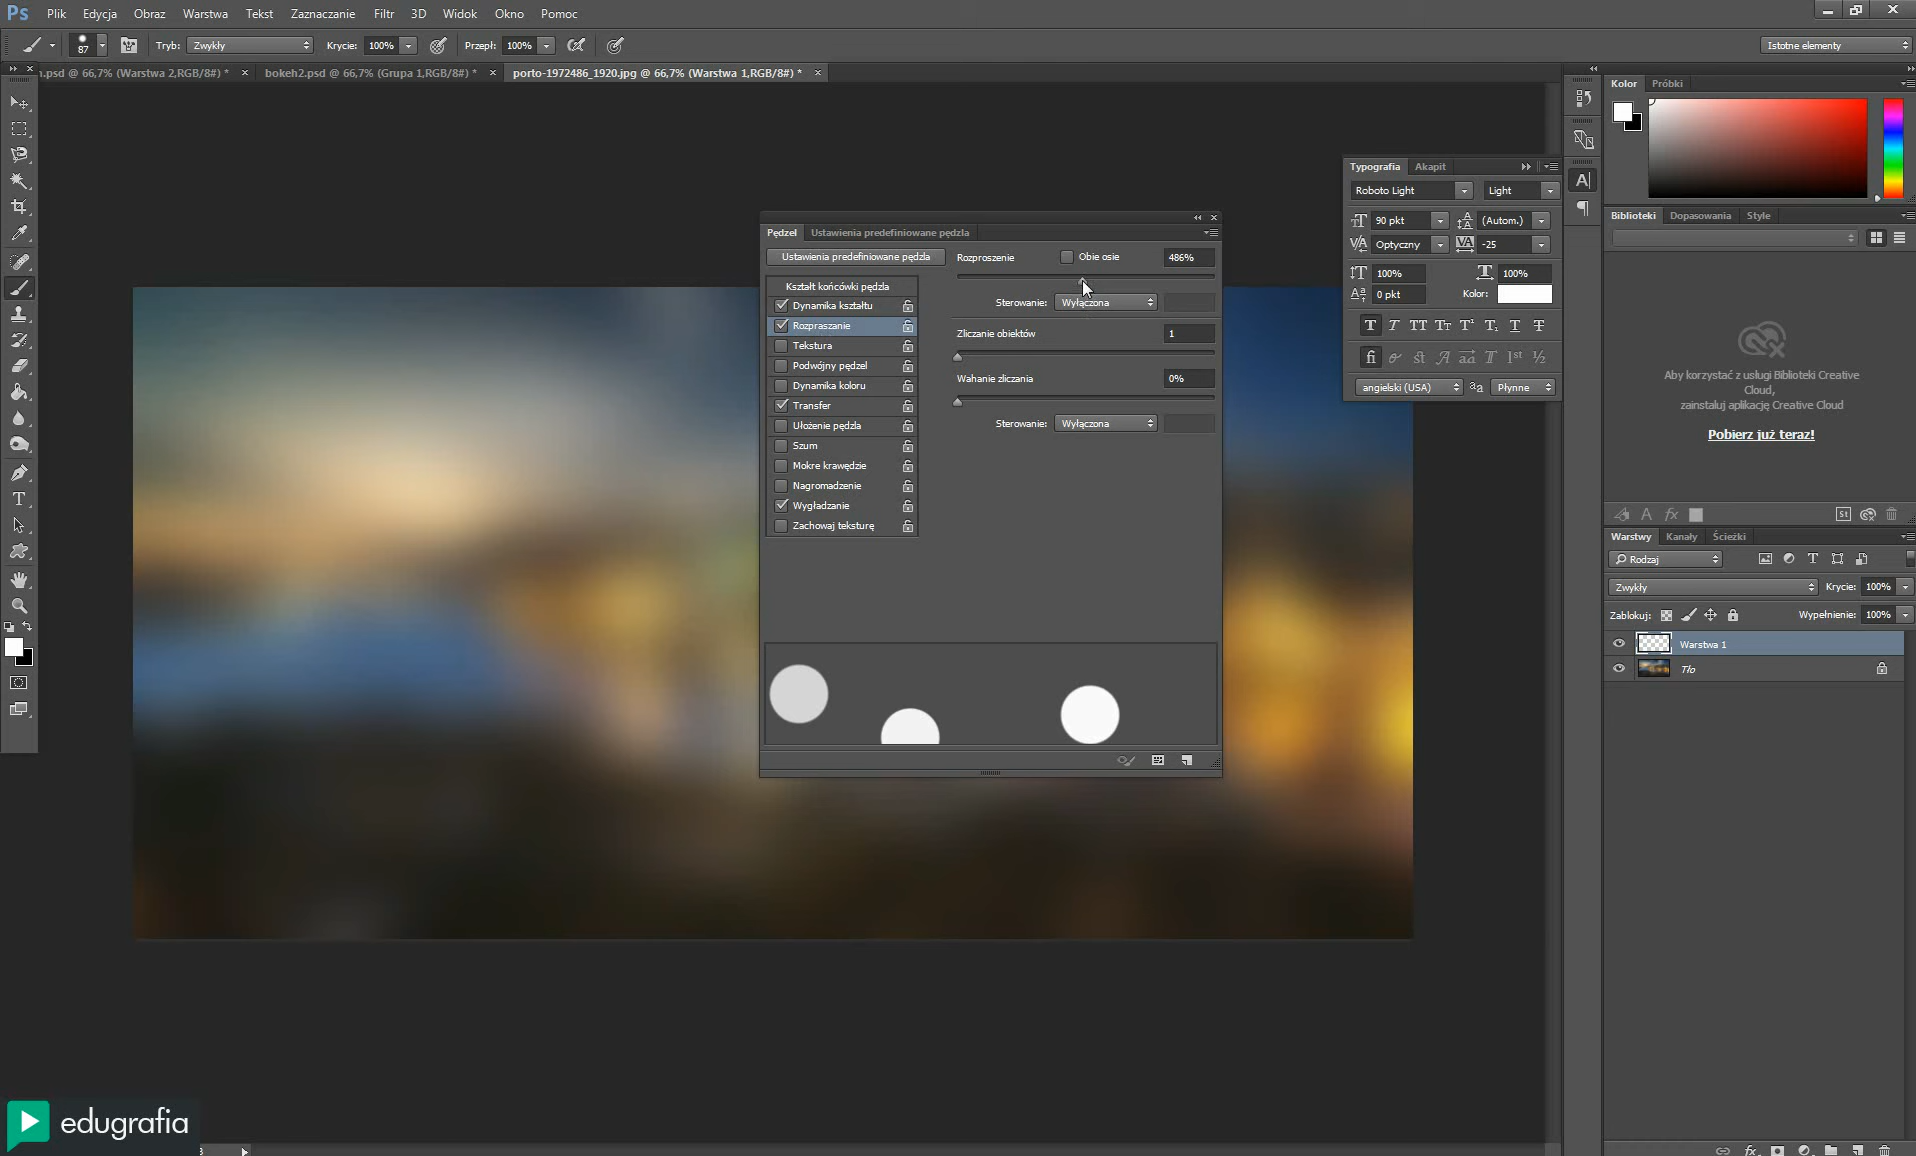 Ps Plik Edycja Obraz Warstwa Tekst Zaznaczanie Filtr 3D Widok Okno Pomoc
87 Tryb: Zwykły Krycie: 100% Przepł: 100% Istotne elementy
.psd @ 66,7% (Warstwa 2,RGB/8#) * bokeh2.psd @ 66,7% (Grupa 1,RGB/8#) * porto-1972486_1920.jpg @ 66,7% (Warstwa 1,RGB/8#) *
Kolor Próbki
Typografia Akapit
Roboto Light Light
90 pkt (Autom.)
Optyczny -25
100% 100%
0 pkt Kolor:
angielski (USA) aa Płynne
Biblioteki Dopasowania Style
Aby korzystać z usługi Biblioteki Creative
Cloud,
zainstaluj aplikację Creative Cloud
Pobierz już teraz!
St
Pędzel Ustawienia predefiniowane pędzla
Ustawienia predefiniowane pędzla
Kształt końcówki pędzla
Dynamika kształtu
Rozpraszanie
Tekstura
Podwójny pędzel
Dynamika koloru
Transfer
Ułożenie pędzla
Szum
Mokre krawędzie
Nagromadzenie
Wygładzanie
Zachowaj teksturę
Rozproszenie Obie osie 486%
Sterowanie: Wyłączona
Zliczanie obiektów 1
Wahanie zliczania 0%
Sterowanie: Wyłączona
Warstwy Kanały Ścieżki
Rodzaj
Zwykły Krycie: 100%
Zablokuj: Wypełnienie: 100%
Warstwa 1
Tło
edugrafia